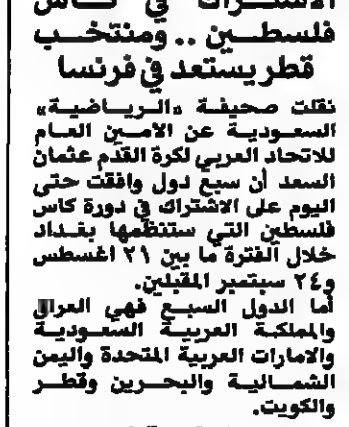 الاشتراك في كأس
فلسطين .. ومنتخب
قطر يستعد في فرنسا
نقلت صحيفة «الرياضية»
السعودية عن الامين العام
للاتحاد العربي لكرة القدم عثمان
السعد أن سبع دول وافقت حتى
اليوم على الاشتراك في دورة كاس
فلسطين التي ستنظمها بغداد
خلال الفترة ما بين ٢١ اغسطس
و٢٤ سبتمبر المقبلين.
أما الدول السبع فهي العراق
والمملكة العربية السعودية
والامارات العربية المتحدة واليمن
الشمالية والبحرين وقطر
والكويت.